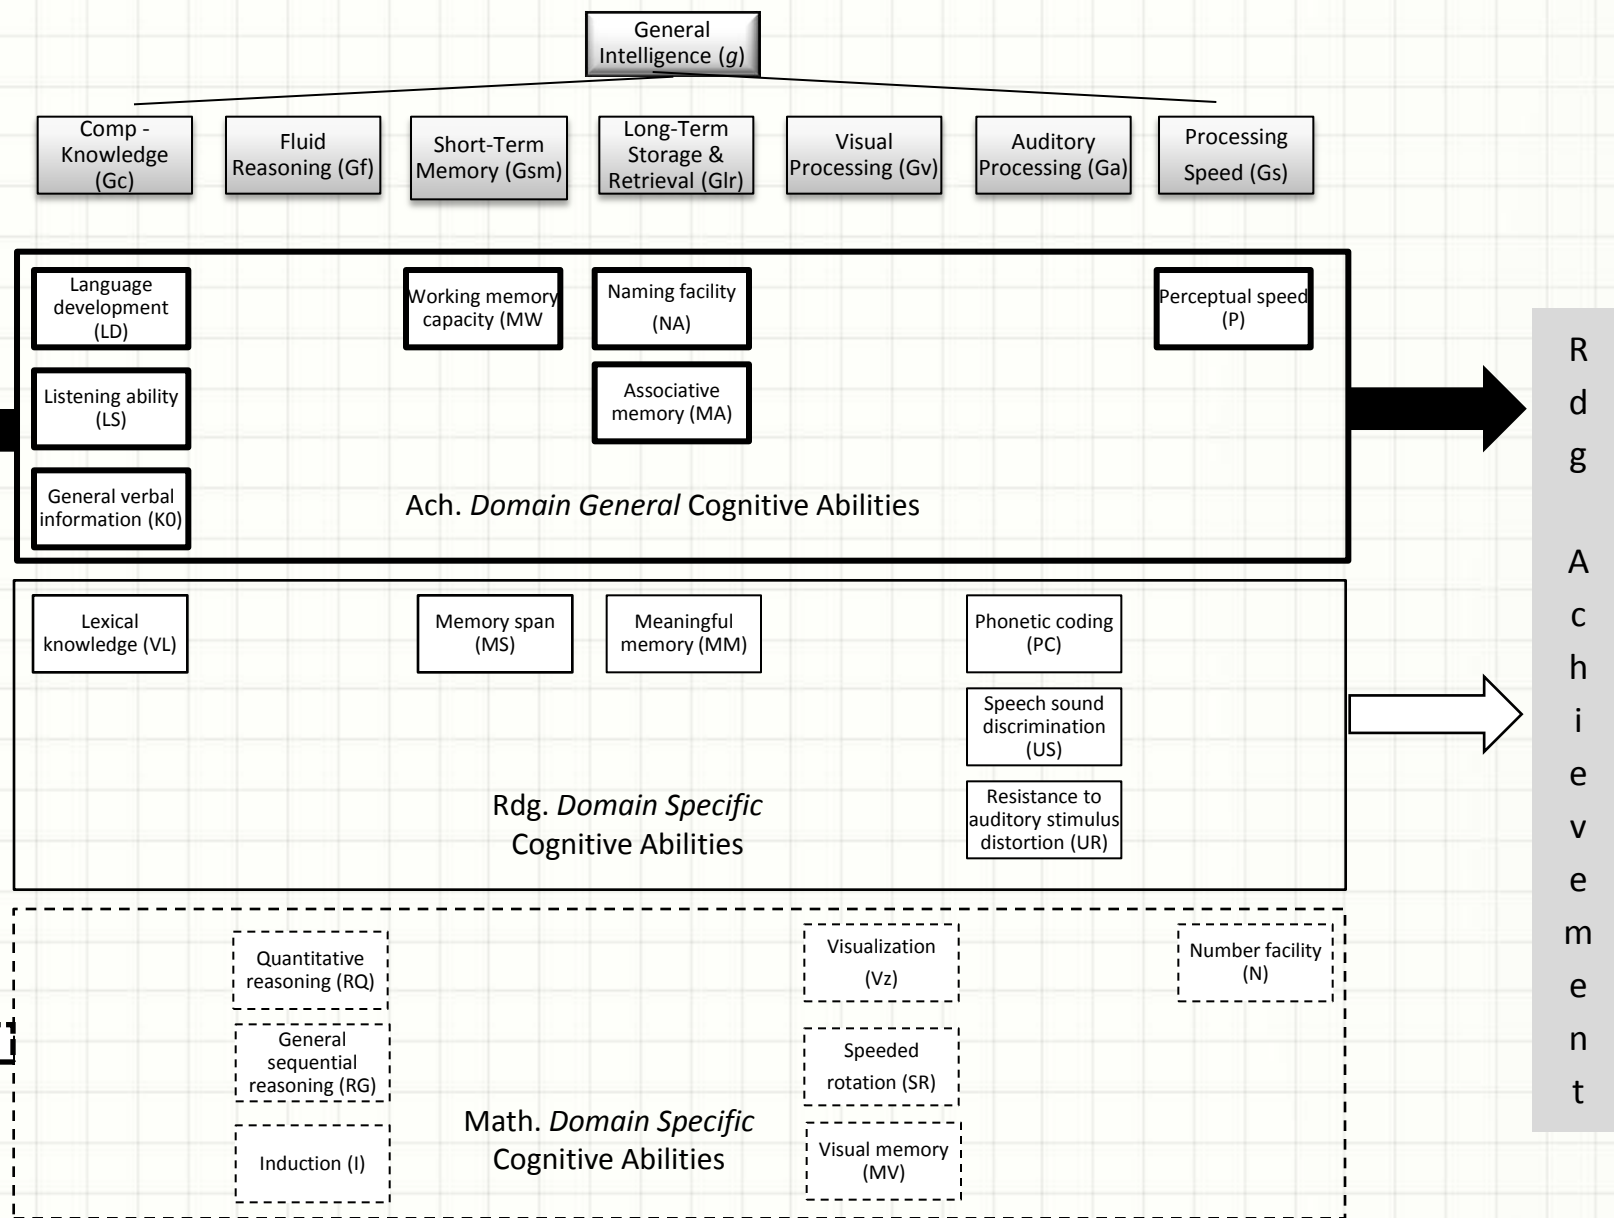 General
Intelligence (g)
Comp -
Knowledge
(Gc)
Fluid
Reasoning (Gf)
Short-Term
Memory (Gsm)
Long-Term
Storage &
Retrieval (Glr)
Visual
Processing (Gv)
Auditory
Processing (Ga)
Processing
Speed (Gs)
Language
development
(LD)
Working memory
capacity (MW
Naming facility
(NA)
Perceptual speed
(P)
Listening ability
(LS)
Associative
memory (MA)
General verbal
information (K0)
Ach. Domain General Cognitive Abilities
Lexical
knowledge (VL)
Memory span
(MS)
Meaningful
memory (MM)
Phonetic coding
(PC)
Speech sound
discrimination
(US)
Resistance to
auditory stimulus
distortion (UR)
Rdg. Domain Specific
Cognitive Abilities
Quantitative
reasoning (RQ)
Visualization
(Vz)
Number facility
(N)
General
sequential
reasoning (RG)
Speeded
rotation (SR)
Induction (I)
Math. Domain Specific
Cognitive Abilities
Visual memory
(MV)
Rdg Achievement